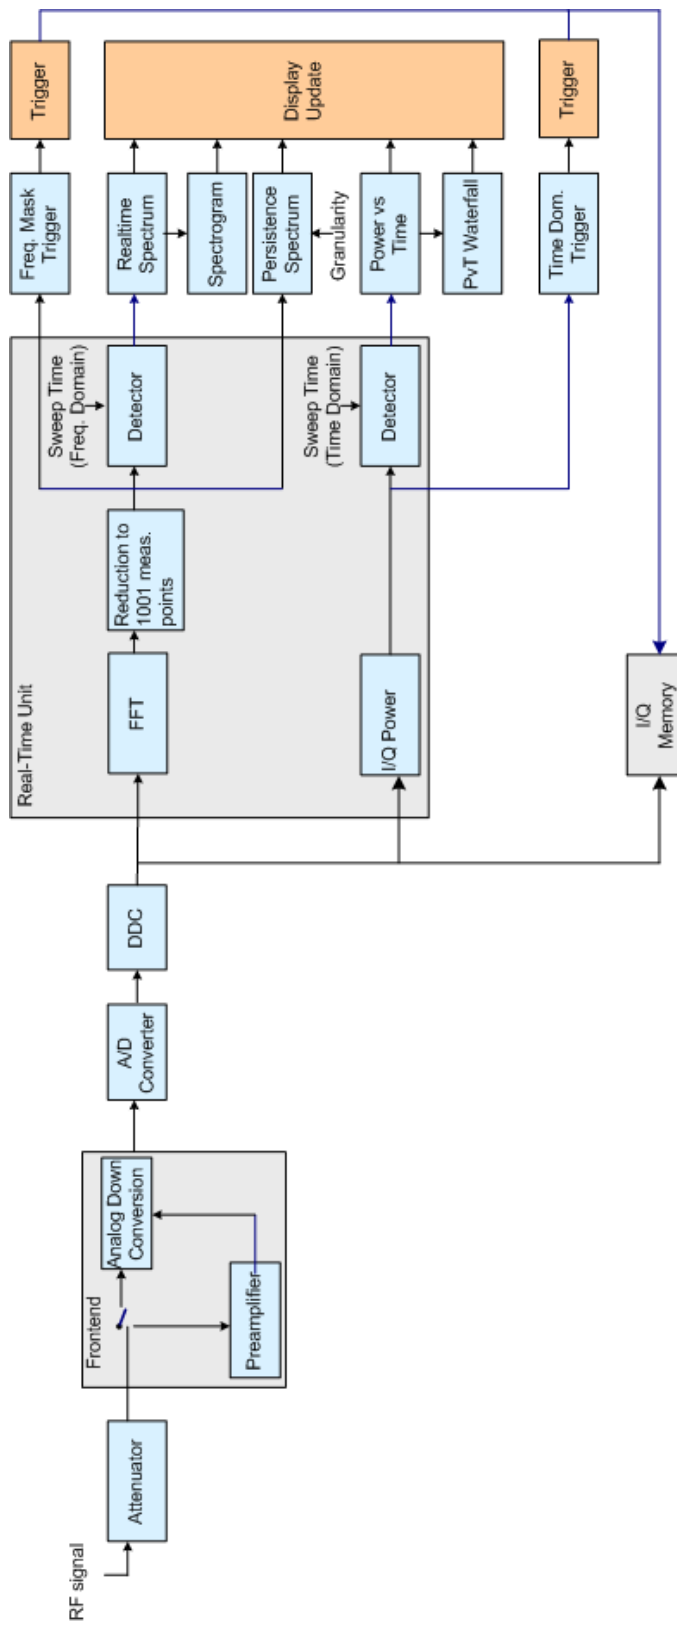 RF signal
Attenuator
Frontend
Preamplifier
Analog Down
Conversion
A/D
Converter
DDC
Real-Time Unit
FFT
Reduction to
1001 meas.
points
Sweep Time
(Freq. Domain)
Detector
I/Q Power
Sweep Time
(Time Domain)
Detector
I/Q
Memory
Freq. Mask
Trigger
Realtime
Spectrum
Spectrogram
Persistence
Spectrum
Granularity
Power vs
Time
PvT Waterfall
Time Dom.
Trigger
Trigger
Display
Update
Trigger